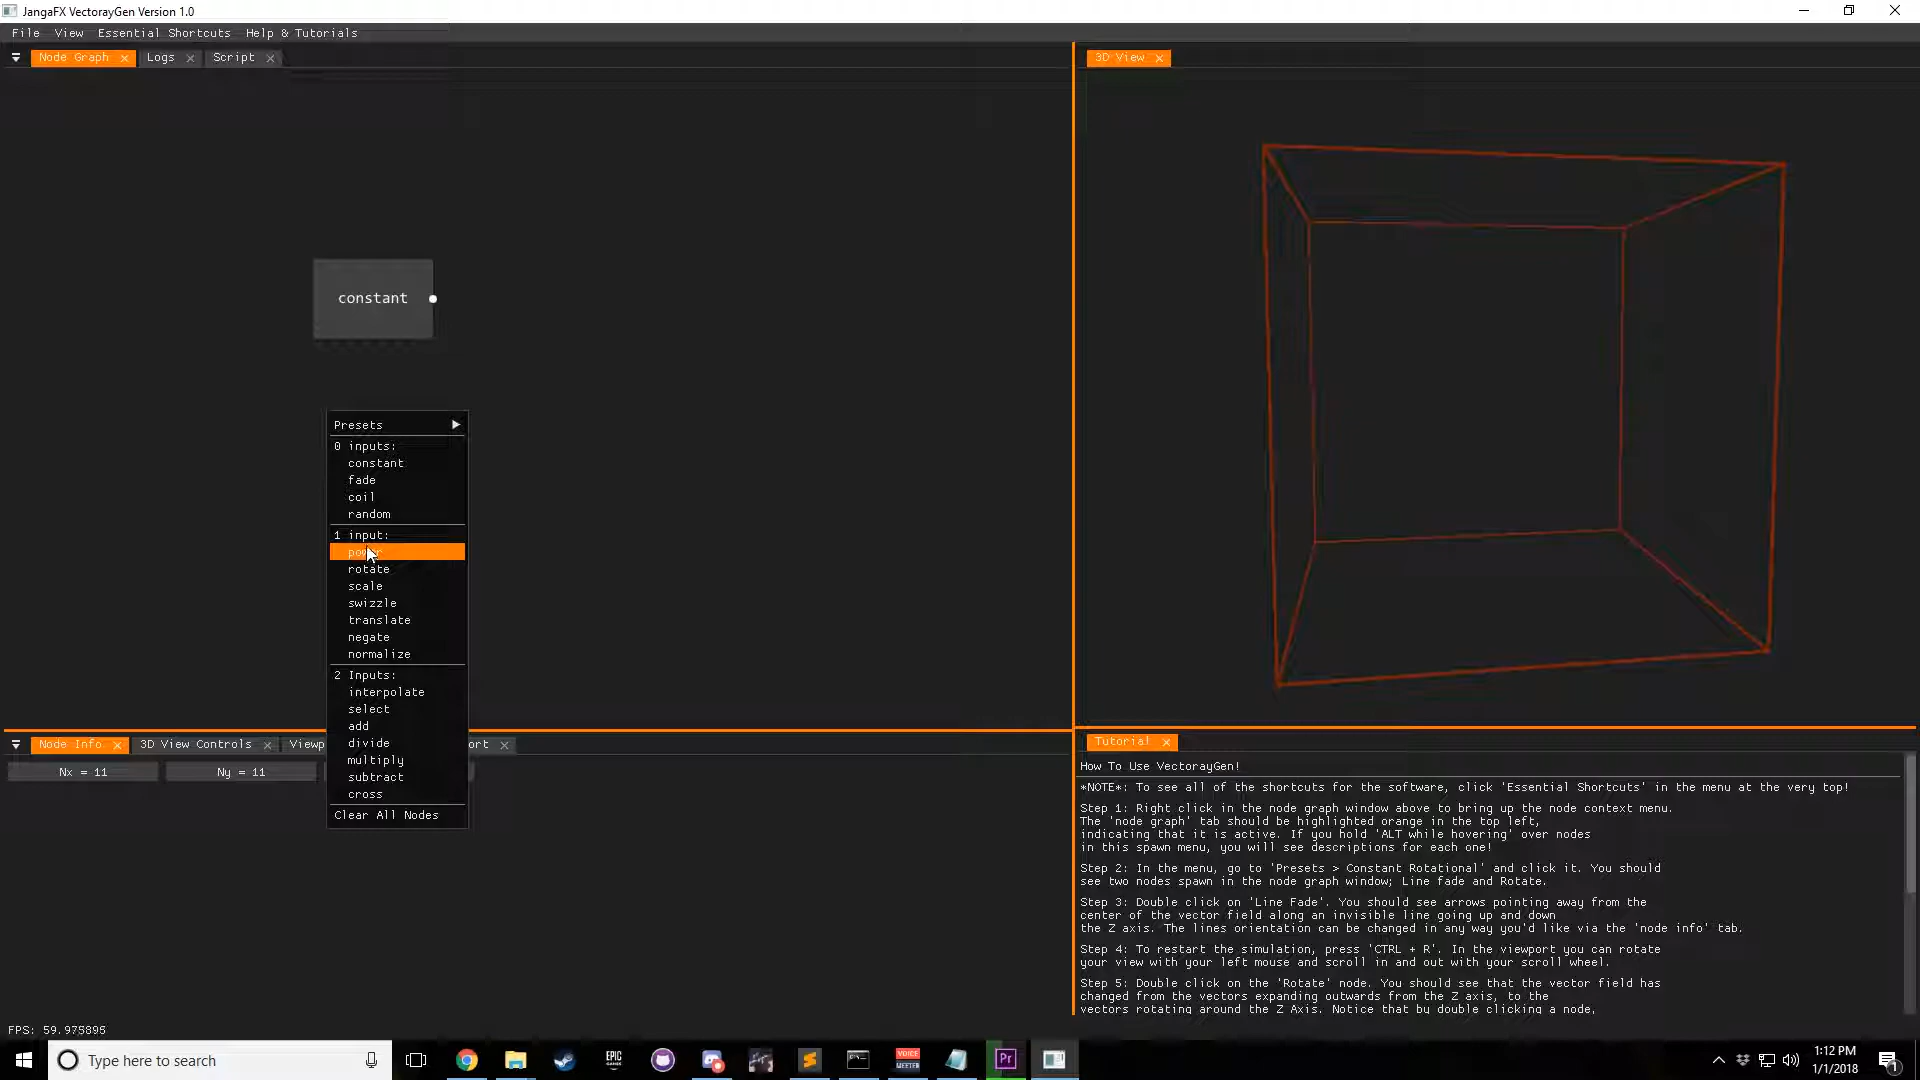 JangaFX VectorayGen Version 1.0
File View Essential Shortcuts Help & Tutorials
Node Graph Logs Script
3D View
constant
Presets
0 inputs:
constant
fade
coil
random
1 input:
power
rotate
scale
swizzle
translate
negate
normalize
2 Inputs:
interpolate
select
add
divide
multiply
subtract
cross
Clear All Nodes
Node Info 3D View Controls Viewp ort
Nx = 11 Ny = 11
Tutorial
How To Use VectorayGen!
*NOTE*: To see all of the shortcuts for the software, click 'Essential Shortcuts' in the menu at the very top!
Step 1: Right click in the node graph window above to bring up the node context menu.
The 'node graph' tab should be highlighted orange in the top left,
indicating that it is active. If you hold 'ALT while hovering' over nodes
in this spawn menu, you will see descriptions for each one!
Step 2: In the menu, go to 'Presets > Constant Rotational' and click it. You should
see two nodes spawn in the node graph window; Line fade and Rotate.
Step 3: Double click on 'Line Fade'. You should see arrows pointing away from the
center of the vector field along an invisible line going up and down
the Z axis. The lines orientation can be changed in any way you'd like via the 'node info' tab.
Step 4: To restart the simulation, press 'CTRL + R'. In the viewport you can rotate
your view with your left mouse and scroll in and out with your scroll wheel.
Step 5: Double click on the 'Rotate' node. You should see that the vector field has
changed from the vectors expanding outwards from the Z axis, to the
vectors rotating around the Z Axis. Notice that by double clicking a node,
FPS: 59.975895
Type here to search
EPIC GAMES
VOICE MEETER
Pr
1:12 PM
1/1/2018
1